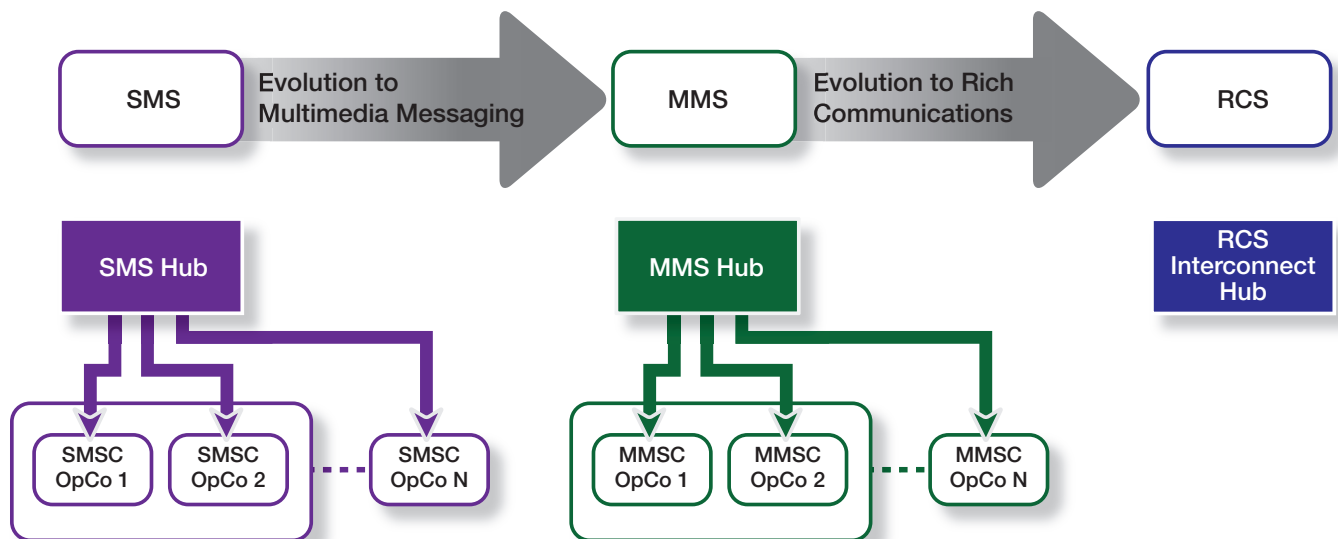 SMS
Evolution to
Multimedia Messaging
MMS
Evolution to Rich
Communications
RCS
SMS Hub
MMS Hub
RCS
Interconnect
Hub
SMSC
OpCo 1
SMSC
OpCo 2
SMSC
OpCo N
MMSC
OpCo 1
MMSC
OpCo 2
MMSC
OpCo N